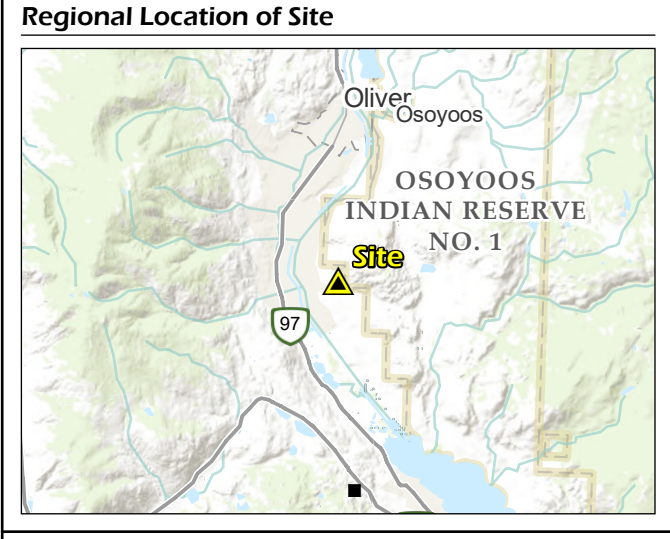 Regional Location of Site
Oliver
Osoyoos
OSOYOOS
INDIAN RESERVE
NO. 1
Site
97